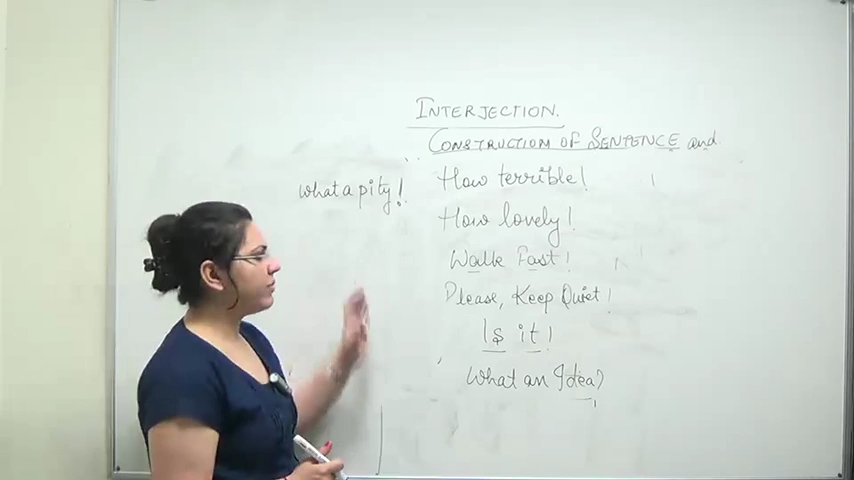 INTERJECTION.
CONSTRUCTION OF SENTENCE and
what a pity!
How terrible!
How lovely!
Walk Fast!
Please, Keep Quiet!
Is it!
What an Idea?